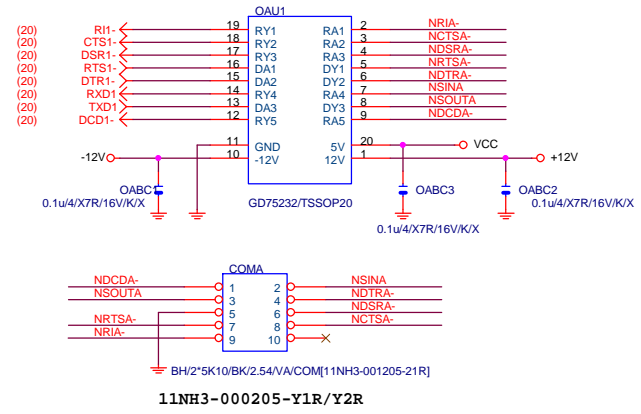 OAU1
(20) RI1- 19 RY1 RA1 2 NRIA-
(20) CTS1- 18 RY2 RA2 3 NCTSA-
(20) DSR1- 17 RY3 RA3 4 NDSRA-
(20) RTS1- 16 DA1 DY1 5 NRTSA-
(20) DTR1- 15 DA2 DY2 6 NDTRA-
(20) RXD1 14 RY4 RA4 7 NSINA
(20) TXD1 13 DA3 DY3 8 NSOUTA
(20) DCD1- 12 RY5 RA5 9 NDCDA-
11 GND 5V 20 VCC
-12V 10 -12V 12V 1 +12V
OABC1 OABC3 OABC2
0.1u/4/X7R/16V/K/X GD75232/TSSOP20 0.1u/4/X7R/16V/K/X
0.1u/4/X7R/16V/K/X
COMA
NDCDA- 1 2 NSINA
NSOUTA 3 4 NDTRA-
5 6 NDSRA-
NRTSA- 7 8 NCTSA-
NRIA- 9 10
BH/2*5K10/BK/2.54/VA/COM[11NH3-001205-21R]
11NH3-000205-Y1R/Y2R